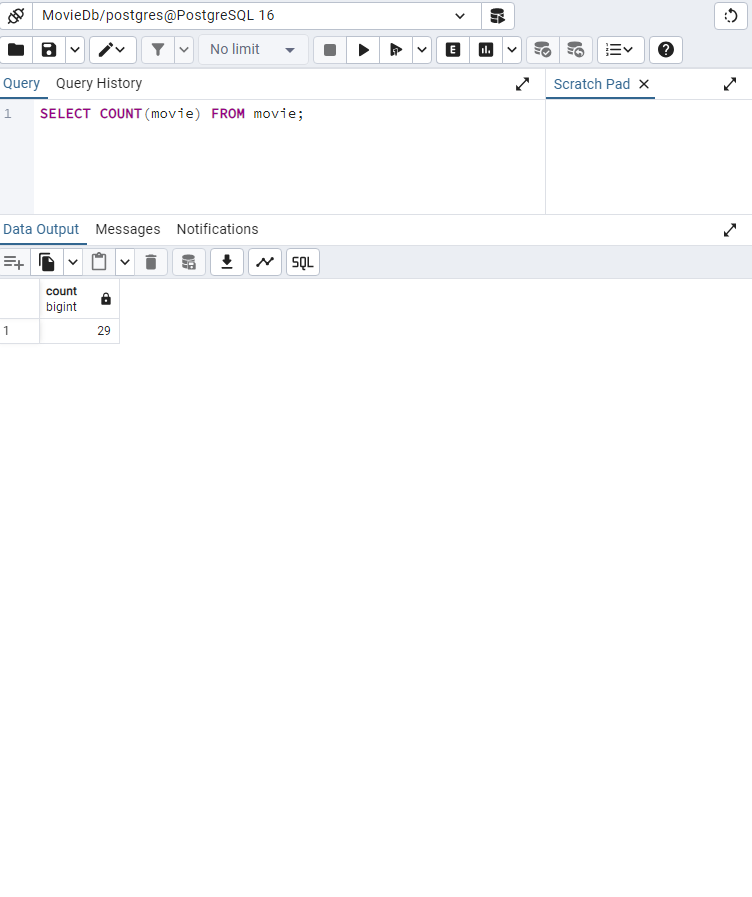 MovieDb/postgres@PostgreSQL 16
No limit
E
Query Query History Scratch Pad
1 SELECT COUNT(movie) FROM movie;
Data Output Messages Notifications
SQL
count
bigint
1 29